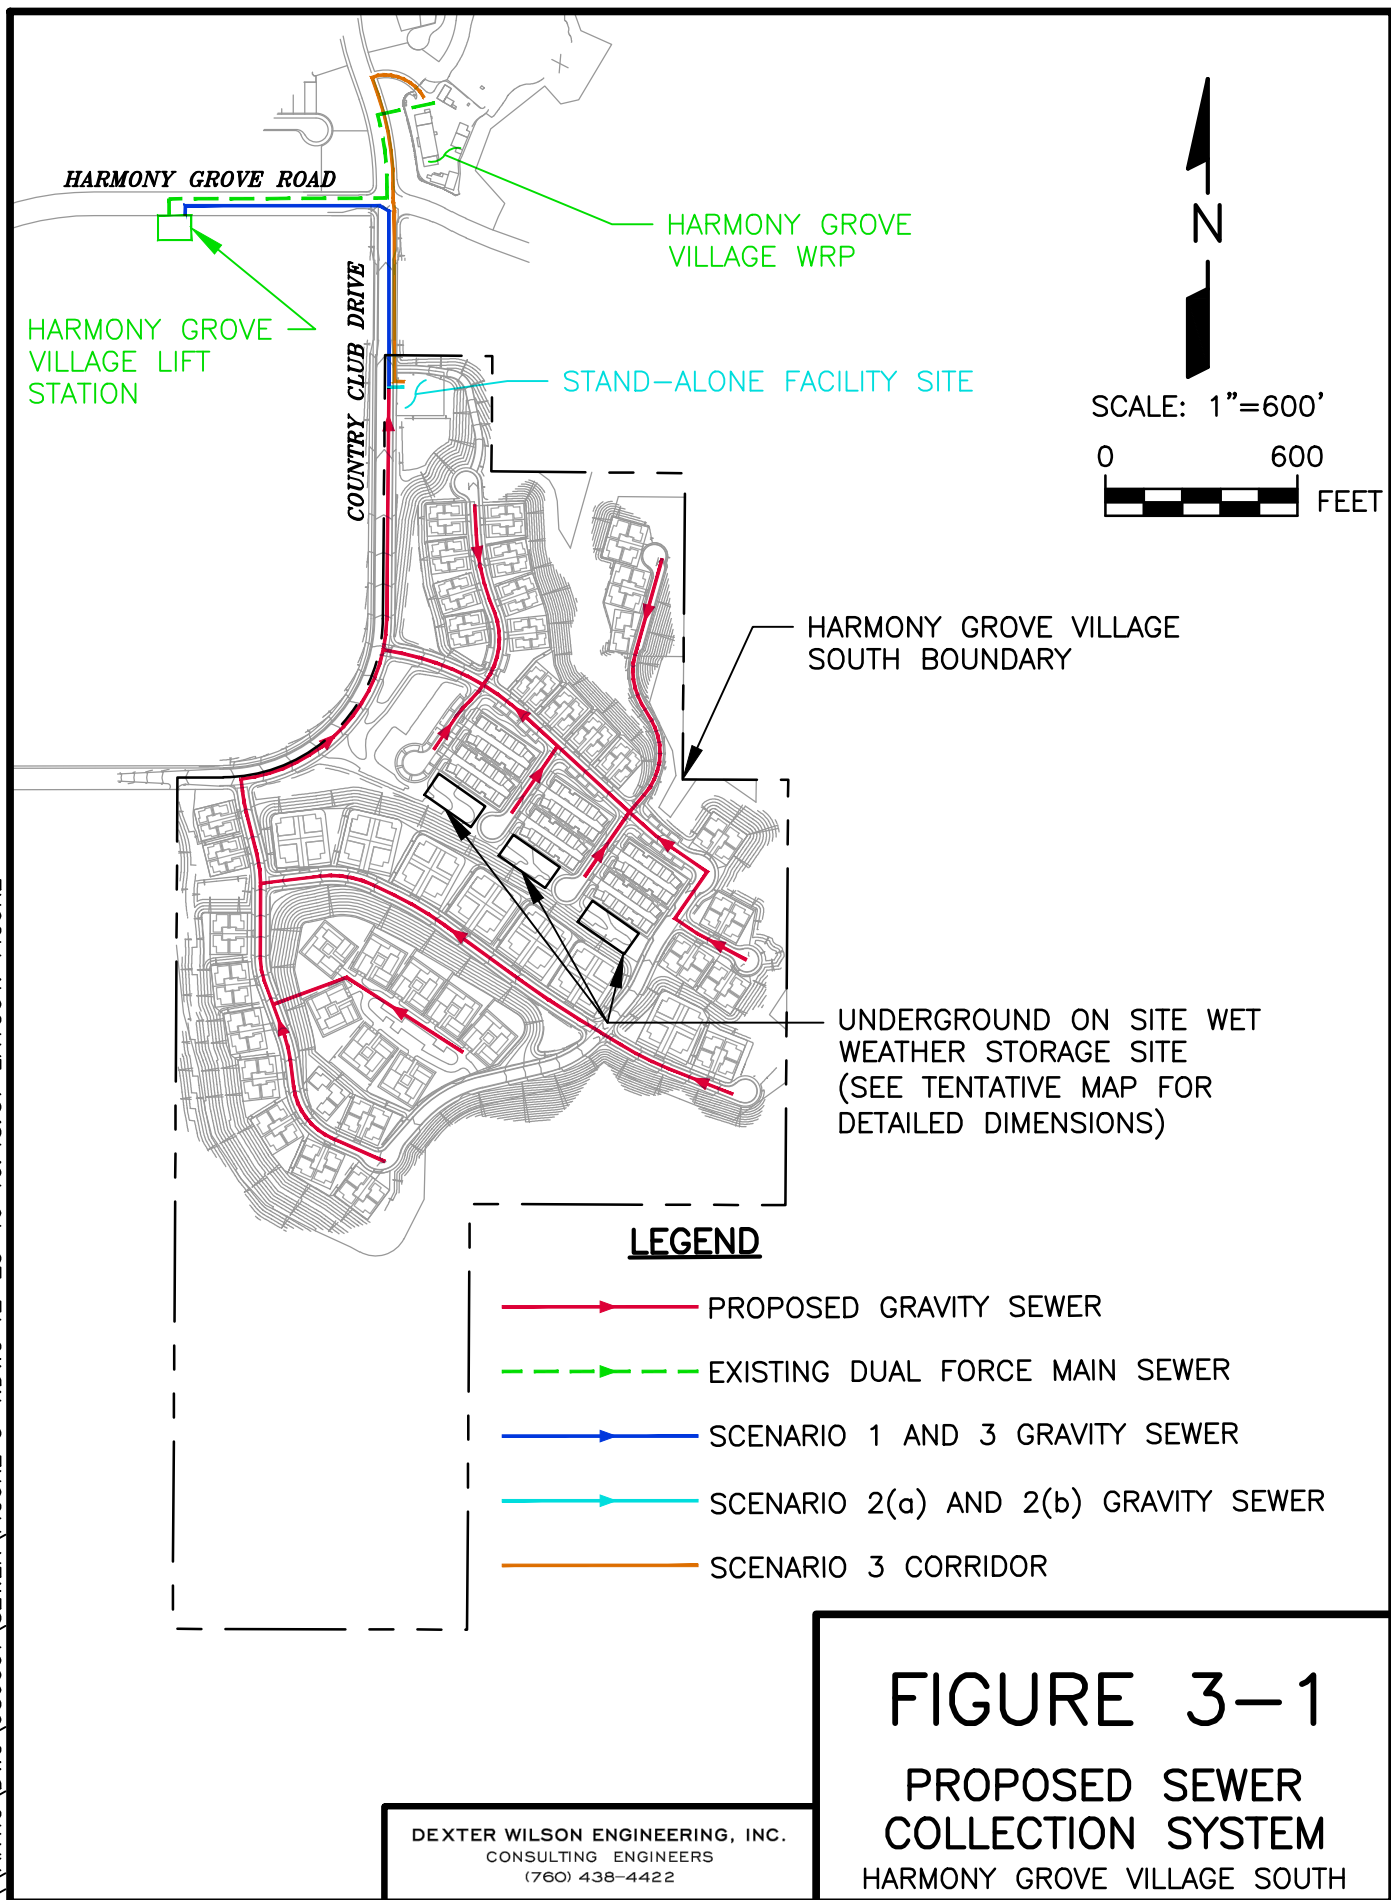 HARMONY GROVE ROAD
HARMONY GROVE
VILLAGE WRP
N
HARMONY GROVE
VILLAGE LIFT
STATION
COUNTRY CLUB DRIVE
STAND-ALONE FACILITY SITE
SCALE: 1"=600'
0 600
FEET
HARMONY GROVE VILLAGE
SOUTH BOUNDARY
UNDERGROUND ON SITE WET
WEATHER STORAGE SITE
(SEE TENTATIVE MAP FOR
DETAILED DIMENSIONS)
LEGEND
PROPOSED GRAVITY SEWER
EXISTING DUAL FORCE MAIN SEWER
SCENARIO 1 AND 3 GRAVITY SEWER
SCENARIO 2(a) AND 2(b) GRAVITY SEWER
SCENARIO 3 CORRIDOR
FIGURE 3-1
PROPOSED SEWER
COLLECTION SYSTEM
HARMONY GROVE VILLAGE SOUTH
DEXTER WILSON ENGINEERING, INC.
CONSULTING ENGINEERS
(760) 438-4422